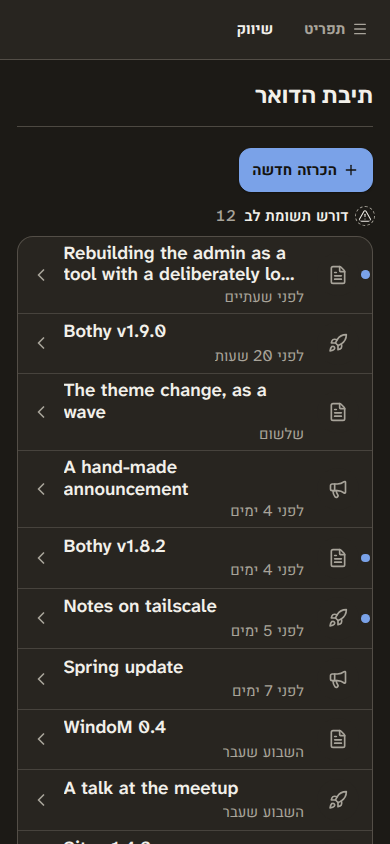 תפריט
שיווק
תיבת הדואר
הכרזה חדשה
דורש תשומת לב 12
Rebuilding the admin as a
tool with a deliberately lo...
לפני שעתיים
Bothy v1.9.0
לפני 20 שעות
The theme change, as a
wave
שלשום
A hand-made
announcement
לפני 4 ימים
Bothy v1.8.2
לפני 4 ימים
Notes on tailscale
לפני 5 ימים
Spring update
לפני 7 ימים
WindoM 0.4
השבוע שעבר
A talk at the meetup
השבוע שעבר